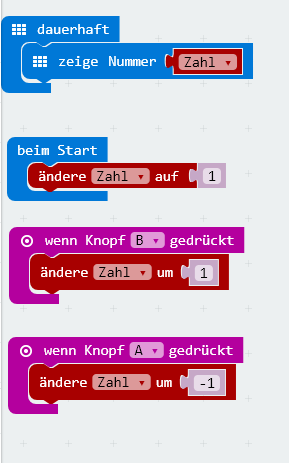 dauerhaft
zeige Nummer Zahl
beim Start
ändere Zahl auf 1
wenn Knopf B gedrückt
ändere Zahl um 1
wenn Knopf A gedrückt
ändere Zahl um -1